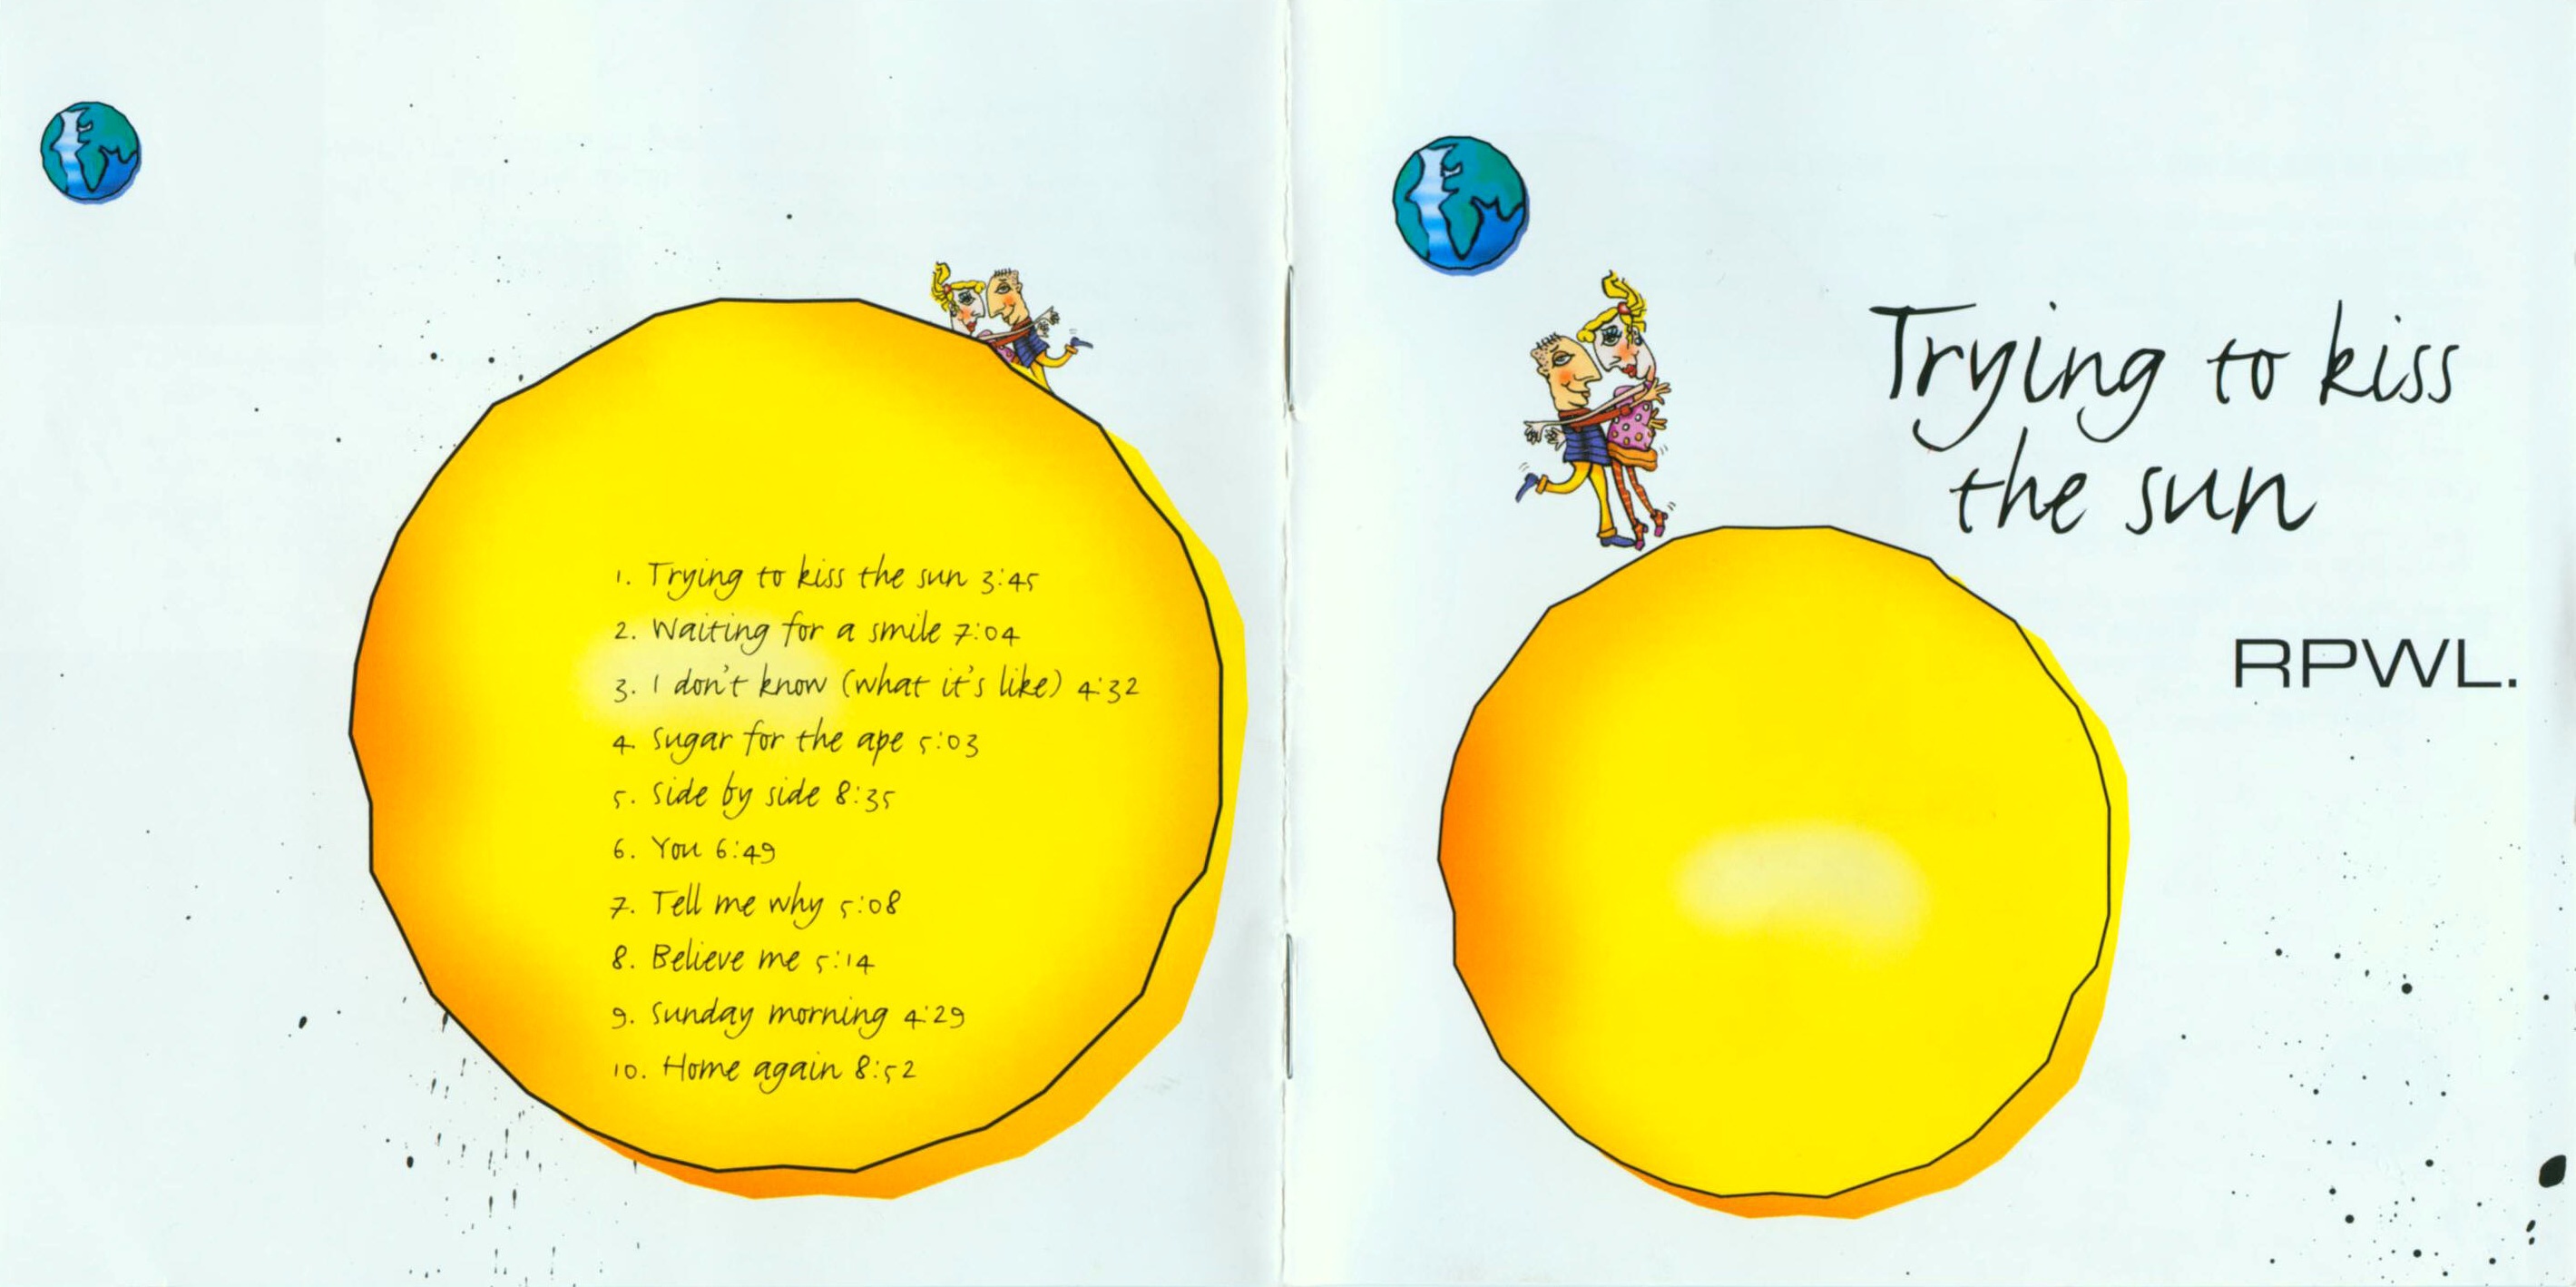 1. Trying to kiss the sun 3:45
2. Waiting for a smile 7:04
3. I don't know (what it's like) 4:32
4. Sugar for the ape 5:03
5. Side by side 8:35
6. You 6:49
7. Tell me why 5:08
8. Believe me 5:14
9. Sunday morning 4:29
10. Home again 8:52
Trying to kiss
the sun
RPWL.